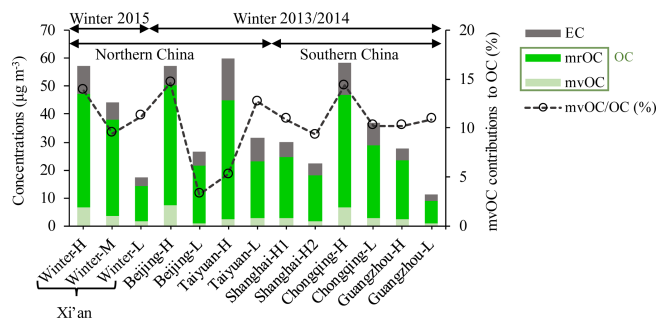 Winter 2015
Winter 2013/2014
Northern China
Southern China
Concentrations (μg m⁻³)
70
60
50
40
30
20
10
0
20
15
10
5
0
mvOC contributions to OC (%)
Winter-H
Winter-M
Winter-L
Beijing-H
Beijing-L
Taiyuan-H
Taiyuan-L
Shanghai-H1
Shanghai-H2
Chongqing-H
Chongqing-L
Guangzhou-H
Guangzhou-L
Xi'an
EC
mrOC
OC
mvOC
mvOC/OC (%)